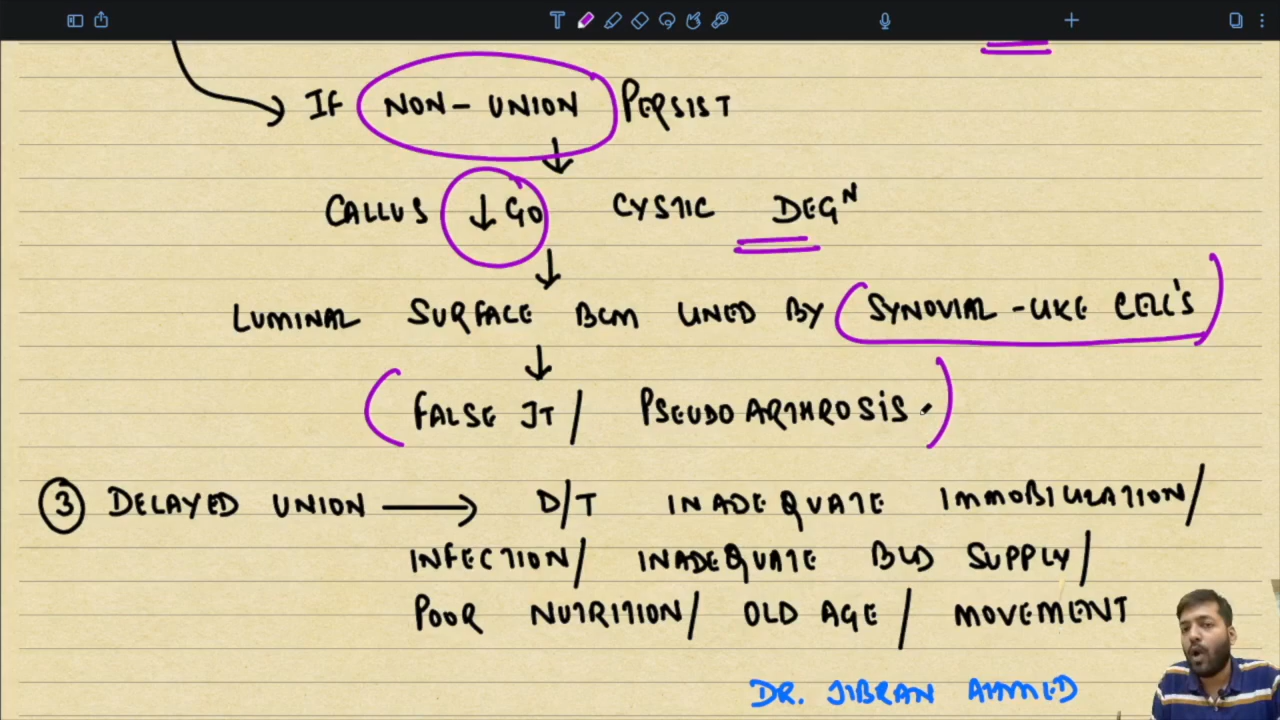 IF NON-UNION PERSIST
↓
CALLUS ↓GO CYSTIC DEGᴺ
↓
LUMINAL SURFACE BCM LINED BY (SYNOVIAL-LIKE CELL'S)
↓
(FALSE JT / PSEUDOARTHROSIS.)
③ DELAYED UNION → D/T INADEQUATE IMMOBILIZATION/
INFECTION/ INADEQUATE BLD SUPPLY/
POOR NUTRITION/ OLD AGE / MOVEMENT
DR. JIBRAN AHMED